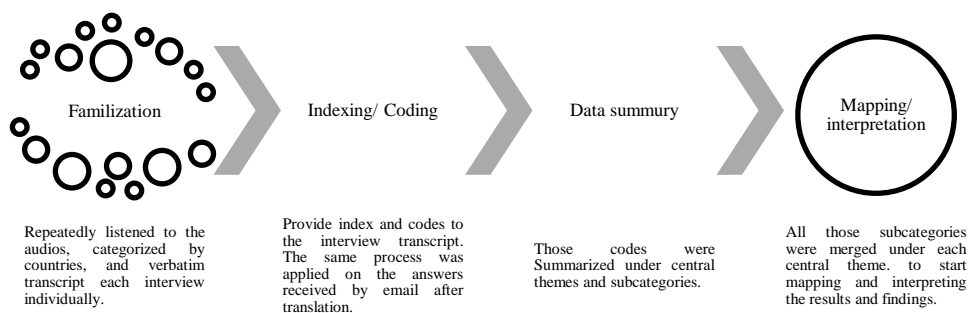 Familization
Indexing/ Coding
Data summury
Mapping/
interpretation
Repeatedly listened to the
audios, categorized by
countries, and verbatim
transcript each interview
individually.
Provide index and codes to
the interview transcript.
The same process was
applied on the answers
received by email after
translation.
Those codes were
Summarized under central
themes and subcategories.
All those subcategories
were merged under each
central theme. to start
mapping and interpreting
the results and findings.